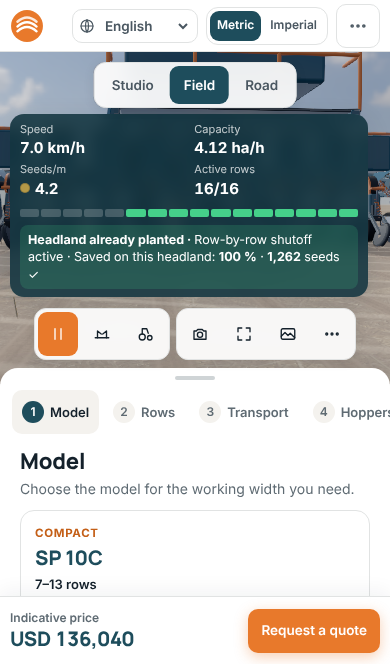 English
Metric
Imperial
Studio
Field
Road
Speed
Capacity
7.0 km/h
4.12 ha/h
Seeds/m
Active rows
4.2
16/16
Headland already planted · Row-by-row shutoff
active · Saved on this headland: 100 % · 1,262 seeds
✓
1 Model
2 Rows
3 Transport
4 Hoppers
Model
Choose the model for the working width you need.
COMPACT
SP 10C
7–13 rows
Indicative price
USD 136,040
Request a quote